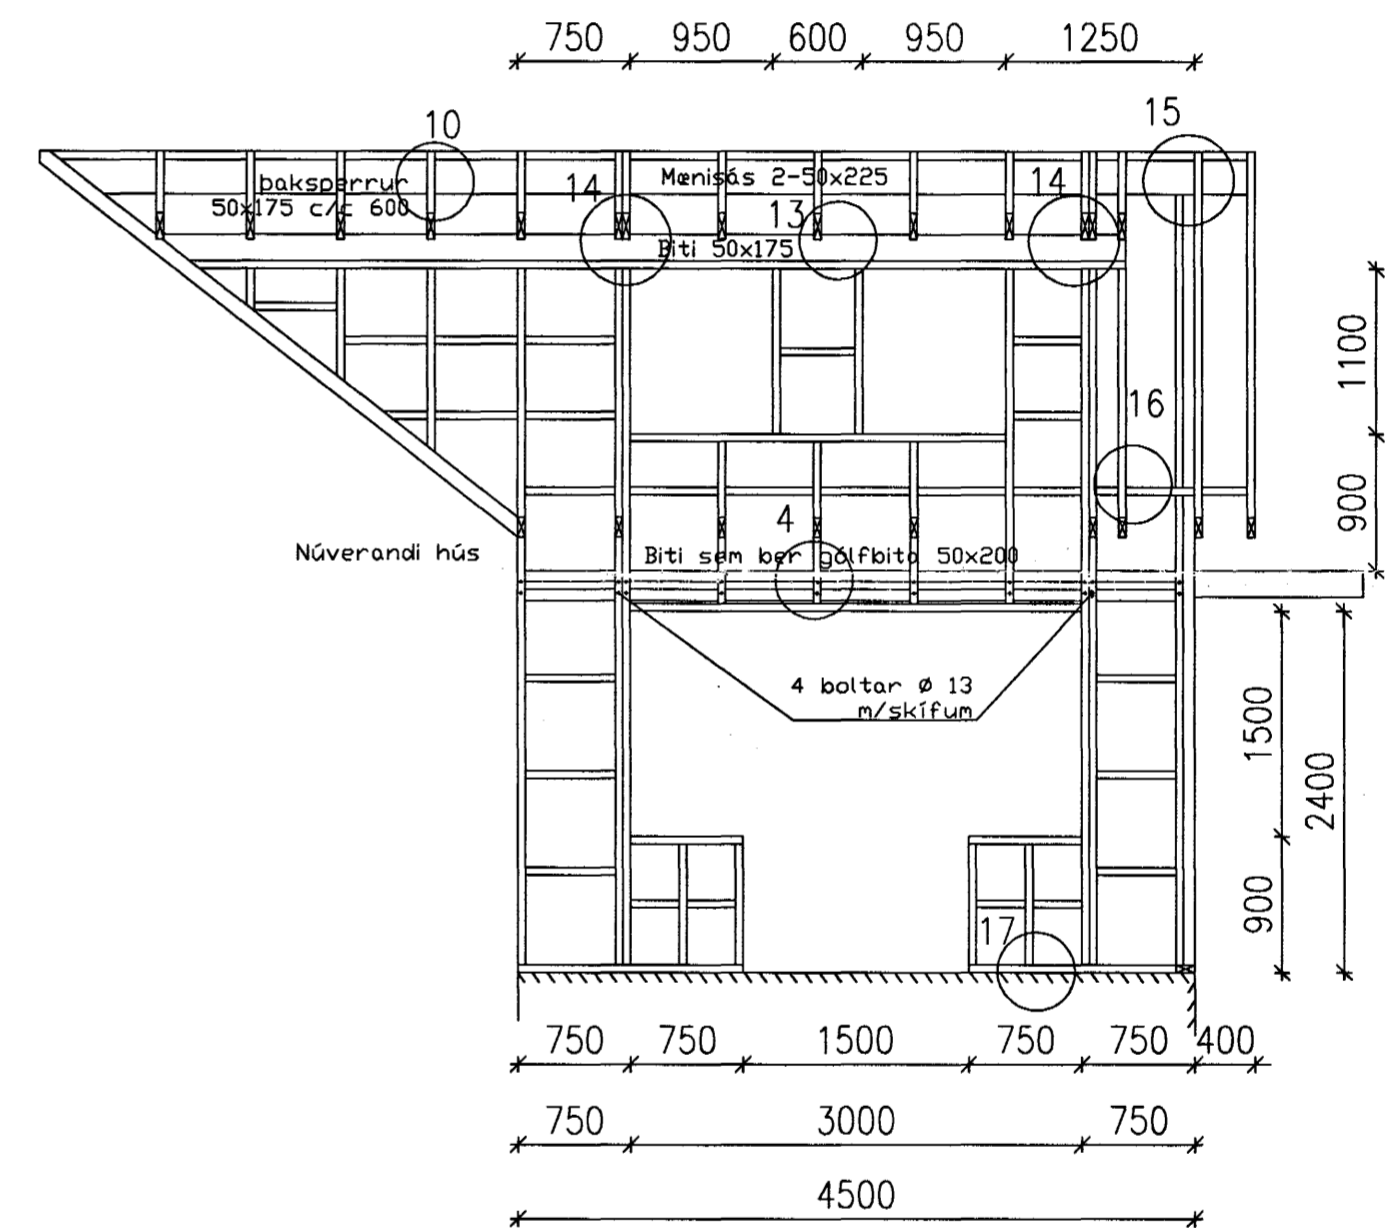 750 950 600 950 1250
10
15
baksperrur
50x175 c/c 600
14
Mænisás 2-50x225
14
13
Biti 50x175
1100
16
900
4
Núverandi hús
Biti sem ber gólfbita 50x200
4 boltar ø 13
m/skífum
1500
2400
900
17
750 750 1500 750 750 400
750 3000 750
4500